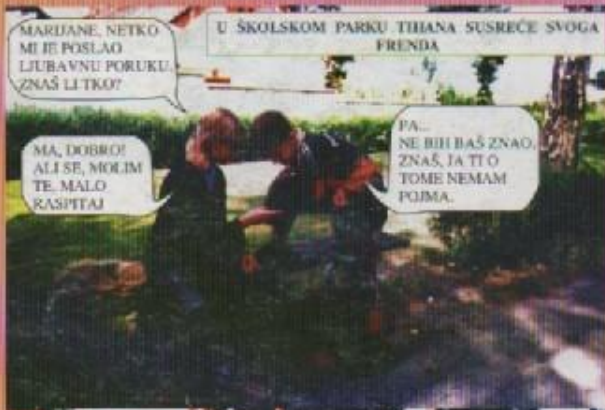 U ŠKOLSKOM PARKU TIHANA SUSREĆE SVOGA
FRENDA
MARIJANE, NETKO
MI JE POSLAO
LJUBAVNU PORUKU.
ZNAŠ LI TKO?
PA...
NE BIH BAŠ ZNAO,
ZNAŠ, JA TI O
TOME NEMAM
POJMA.
MA, DOBRO!
ALI SE, MOLIM
TE, MALO
RASPITAJ